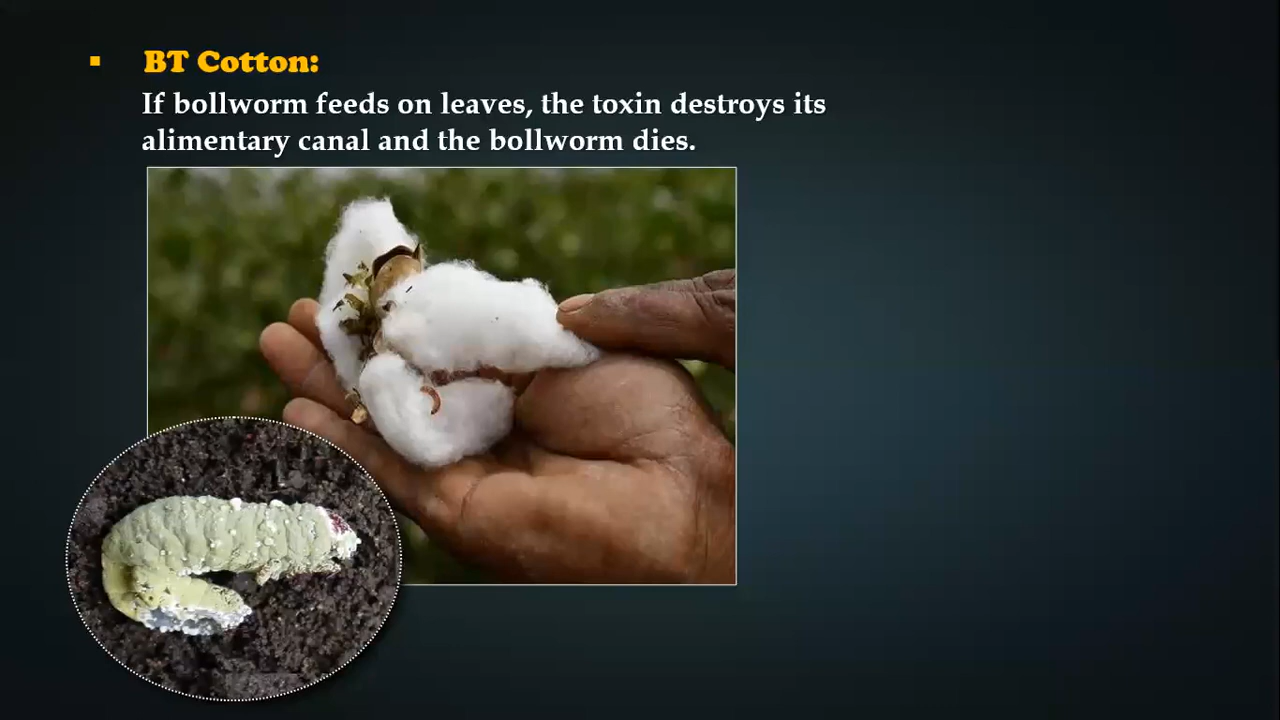 BT Cotton:
If bollworm feeds on leaves, the toxin destroys its
alimentary canal and the bollworm dies.